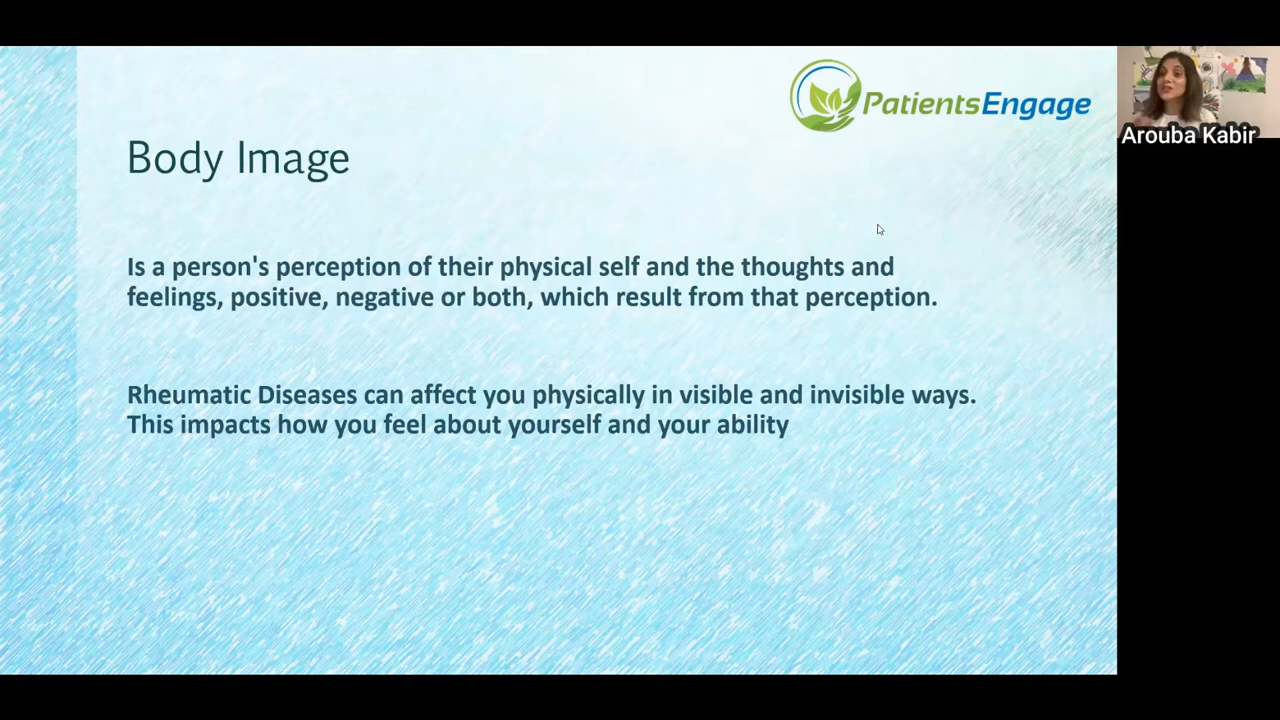 PatientsEngage
Arouba Kabir
Body Image
Is a person's perception of their physical self and the thoughts and
feelings, positive, negative or both, which result from that perception.
Rheumatic Diseases can affect you physically in visible and invisible ways.
This impacts how you feel about yourself and your ability